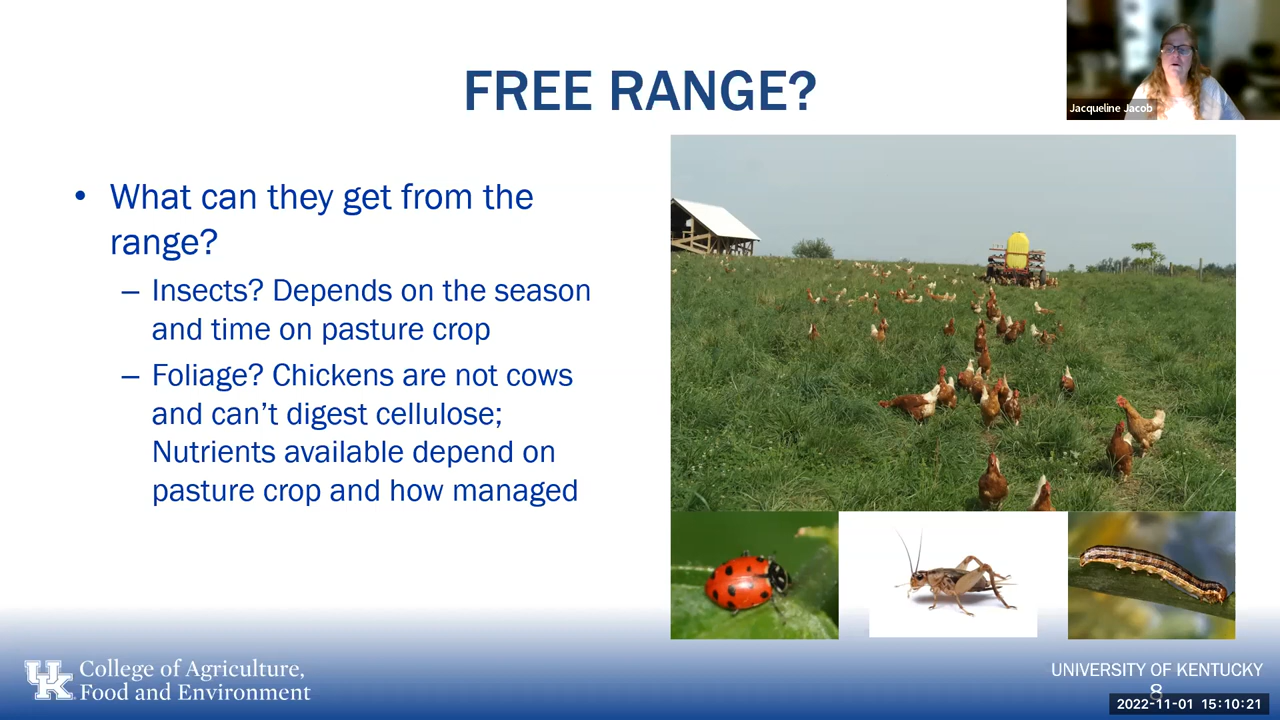 FREE RANGE?
Jacqueline Jacob
• What can they get from the
range?
– Insects? Depends on the season
and time on pasture crop
– Foliage? Chickens are not cows
and can’t digest cellulose;
Nutrients available depend on
pasture crop and how managed
UK College of Agriculture,
Food and Environment
UNIVERSITY OF KENTUCKY
8
2022-11-01 15:10:21